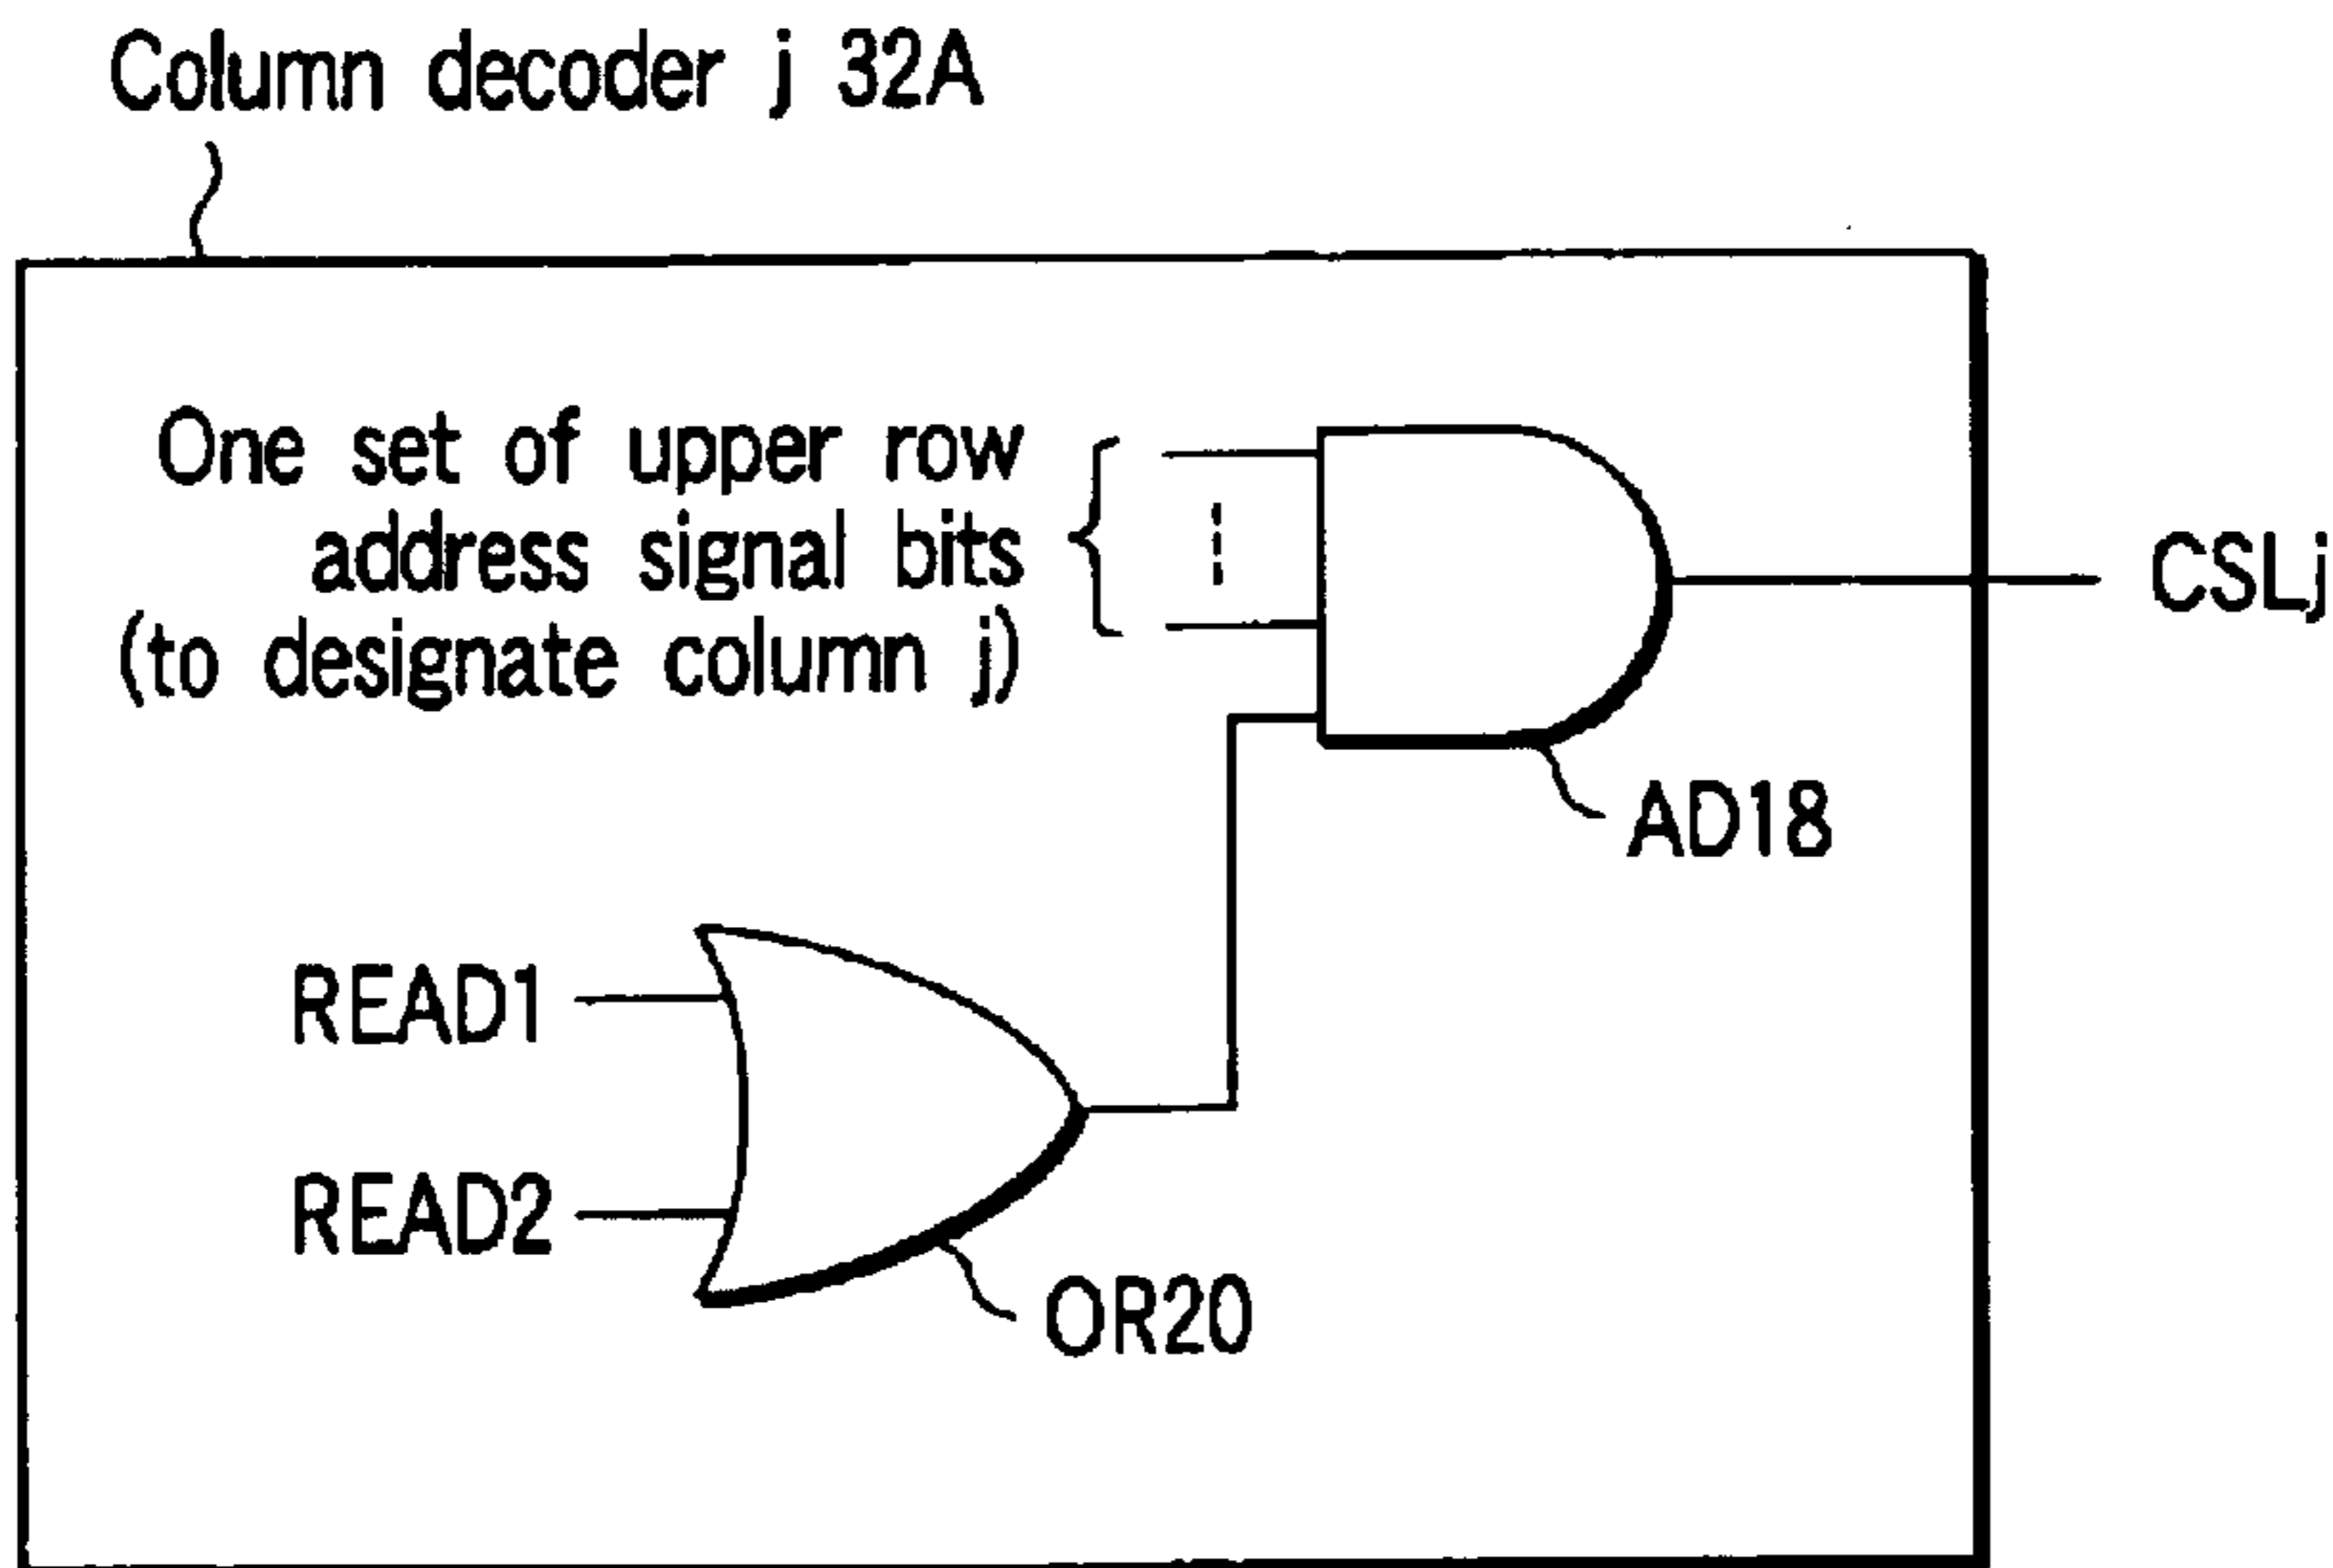 Column decoder j 32A
One set of upper row
address signal bits
(to designate column j)
CSLj
AD18
READ1
READ2
OR20